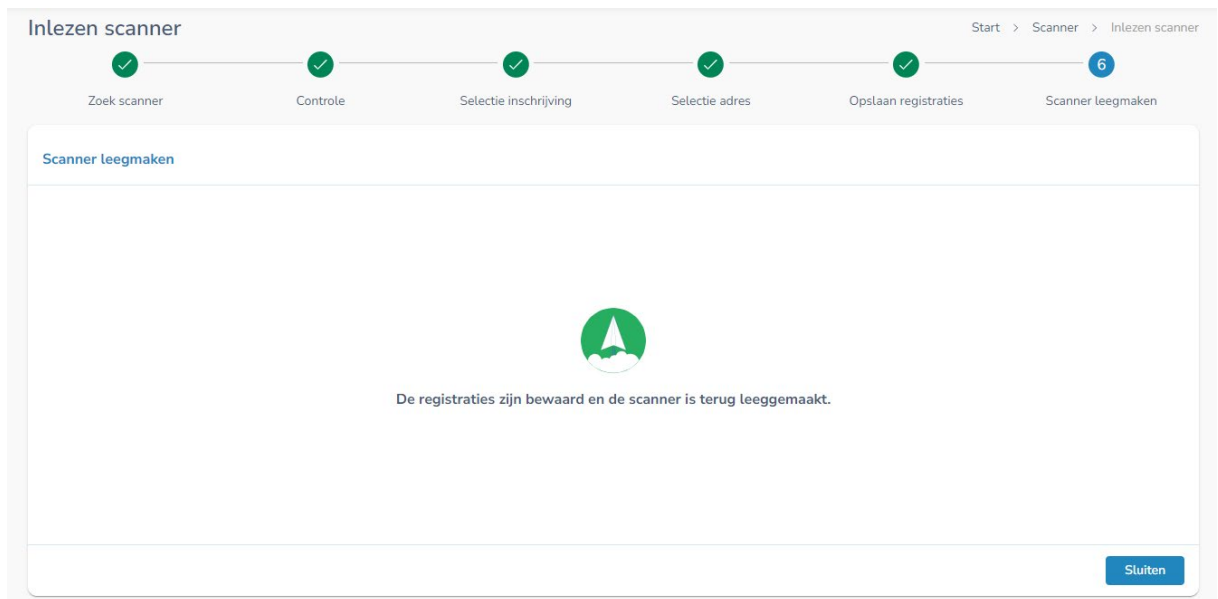 Inlezen scanner
Start > Scanner > Inlezen scanner
6
Zoek scanner Controle Selectie inschrijving Selectie adres Opslaan registraties Scanner leegmaken
Scanner leegmaken
De registraties zijn bewaard en de scanner is terug leeggemaakt.
Sluiten